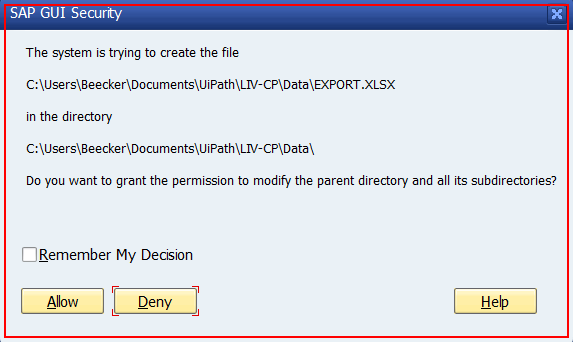 SAP GUI Security
The system is trying to create the file
C:\Users\Beecker\Documents\UiPath\LIV-CP\Data\EXPORT.XLSX
in the directory
C:\Users\Beecker\Documents\UiPath\LIV-CP\Data\
Do you want to grant the permission to modify the parent directory and all its subdirectories?
Remember My Decision
Allow Deny Help